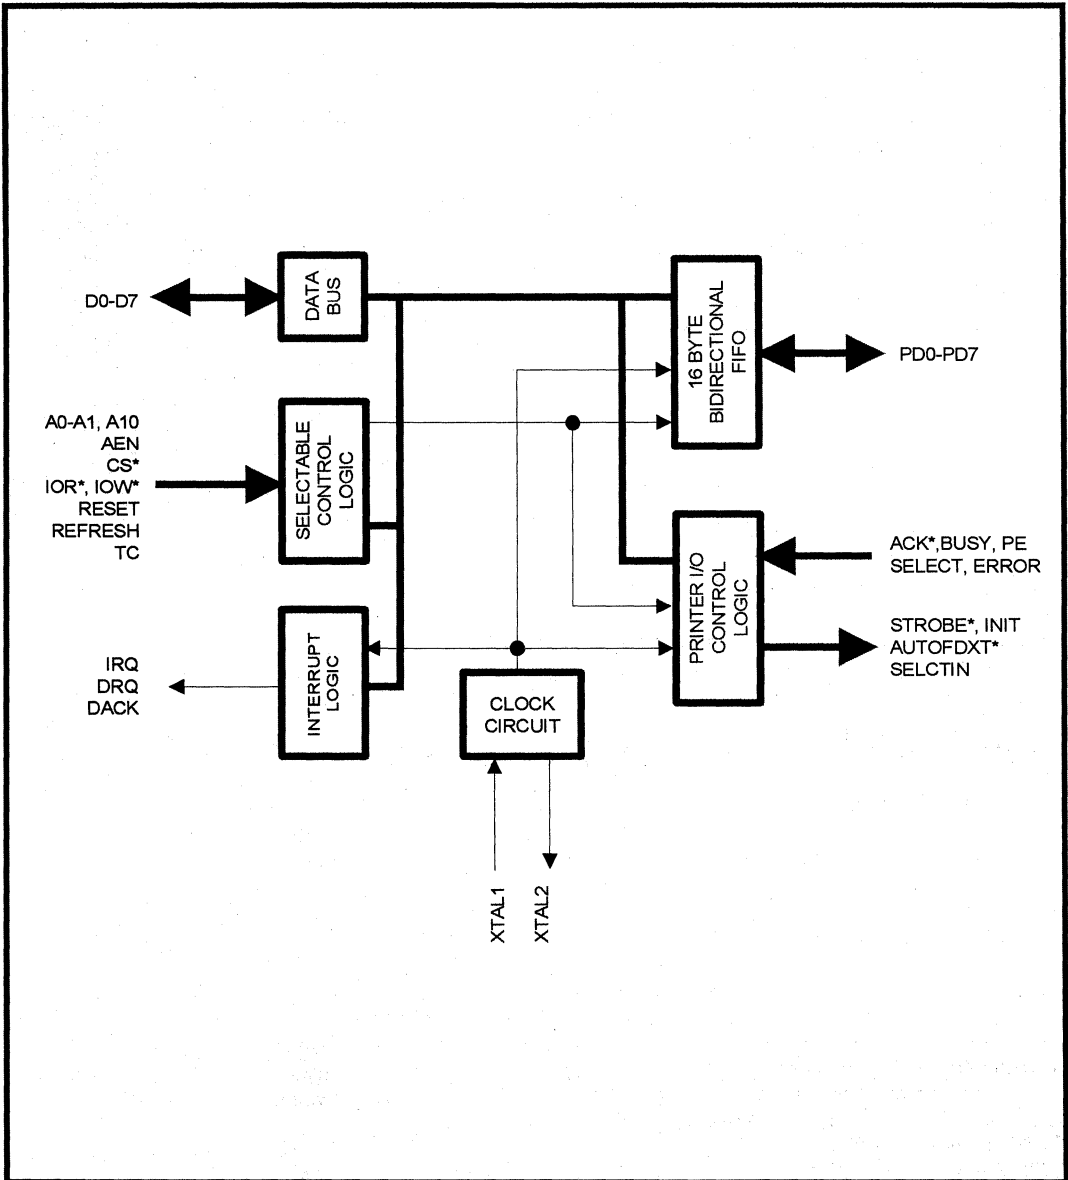 D0-D7
DATA
BUS
16 BYTE
BIDIRECTIONAL
FIFO
PD0-PD7
A0-A1, A10
AEN
CS*
IOR*, IOW*
RESET
REFRESH
TC
SELECTABLE
CONTROL
LOGIC
PRINTER I/O
CONTROL
LOGIC
ACK*,BUSY, PE
SELECT, ERROR
STROBE*, INIT
AUTOFDXT*
SELCTIN
IRQ
DRQ
DACK
INTERRUPT
LOGIC
CLOCK
CIRCUIT
XTAL1
XTAL2